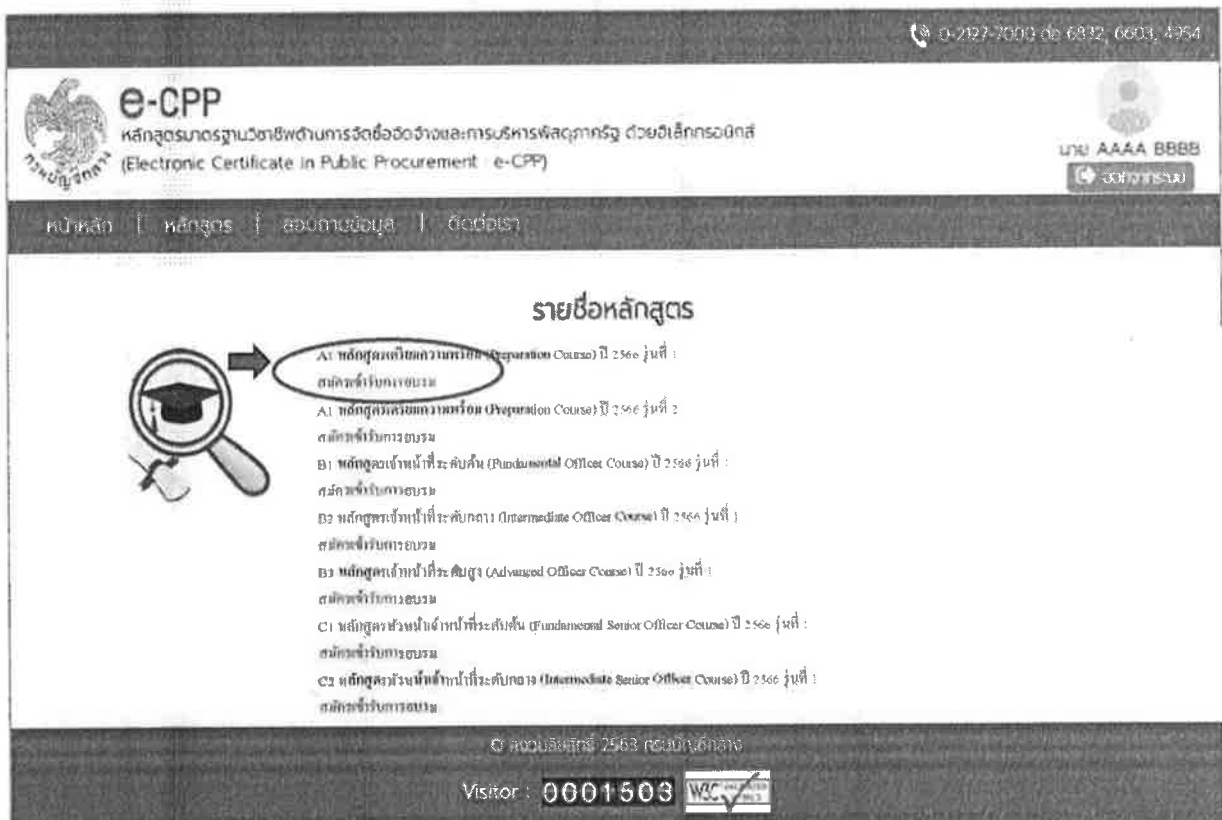 0-2127-7000 ต่อ 6832, 6603, 4954
e-CPP
หลักสูตรมาตรฐานวิชาชีพด้านการจัดซื้อจัดจ้างและการบริหารพัสดุภาครัฐ ด้วยอิเล็กทรอนิกส์
(Electronic Certificate in Public Procurement : e-CPP)
กรมบัญชีกลาง
นาย AAAA BBBB
ออกจากระบบ
หน้าหลัก | หลักสูตร | สอบถามข้อมูล | ติดต่อเรา
รายชื่อหลักสูตร
A1 หลักสูตรเตรียมความพร้อม (Preparation Course) ปี 2566 รุ่นที่ 1
สมัครเข้ารับการอบรม
A1 หลักสูตรเตรียมความพร้อม (Preparation Course) ปี 2566 รุ่นที่ 2
สมัครเข้ารับการอบรม
B1 หลักสูตรเจ้าหน้าที่ระดับต้น (Fundamental Officer Course) ปี 2566 รุ่นที่ 1
สมัครเข้ารับการอบรม
B2 หลักสูตรเจ้าหน้าที่ระดับกลาง (Intermediate Officer Course) ปี 2566 รุ่นที่ 1
สมัครเข้ารับการอบรม
B3 หลักสูตรเจ้าหน้าที่ระดับสูง (Advanced Officer Course) ปี 2566 รุ่นที่ 1
สมัครเข้ารับการอบรม
C1 หลักสูตรหัวหน้าเจ้าหน้าที่ระดับต้น (Fundamental Senior Officer Course) ปี 2566 รุ่นที่ 1
สมัครเข้ารับการอบรม
C2 หลักสูตรหัวหน้าเจ้าหน้าที่ระดับกลาง (Intermediate Senior Officer Course) ปี 2566 รุ่นที่ 1
สมัครเข้ารับการอบรม
© สงวนลิขสิทธิ์ 2563 กรมบัญชีกลาง
Visitor : 0001503 W3C